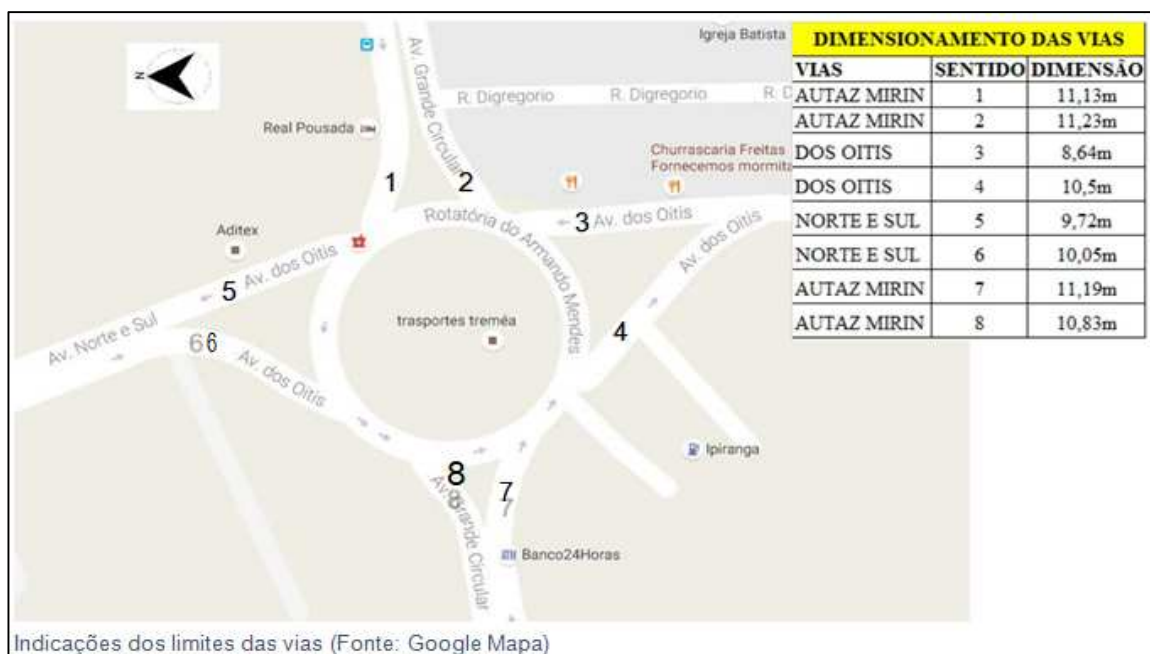 Igreja Batista
Av. Grande Circular
R. Digregorio R. Digregorio R. D
Real Pousada
Churrascaria Freitas
Fornecemos mormita
N
1
2
3
Rotatória do Armando Mendes
Av. dos Oitis
Av. dos Oitis
Aditex
Av. dos Oitis
5
Av. Norte e Sul
trasportes treméa
4
66
Av. dos Oitis
8
7
7
6
Av. Grande Circular
Ipiranga
Banco24Horas
DIMENSIONAMENTO DAS VIAS
VIAS SENTIDO DIMENSÃO
AUTAZ MIRIN 1 11,13m
AUTAZ MIRIN 2 11,23m
DOS OITIS 3 8,64m
DOS OITIS 4 10,5m
NORTE E SUL 5 9,72m
NORTE E SUL 6 10,05m
AUTAZ MIRIN 7 11,19m
AUTAZ MIRIN 8 10,83m
Indicações dos limites das vias (Fonte: Google Mapa)